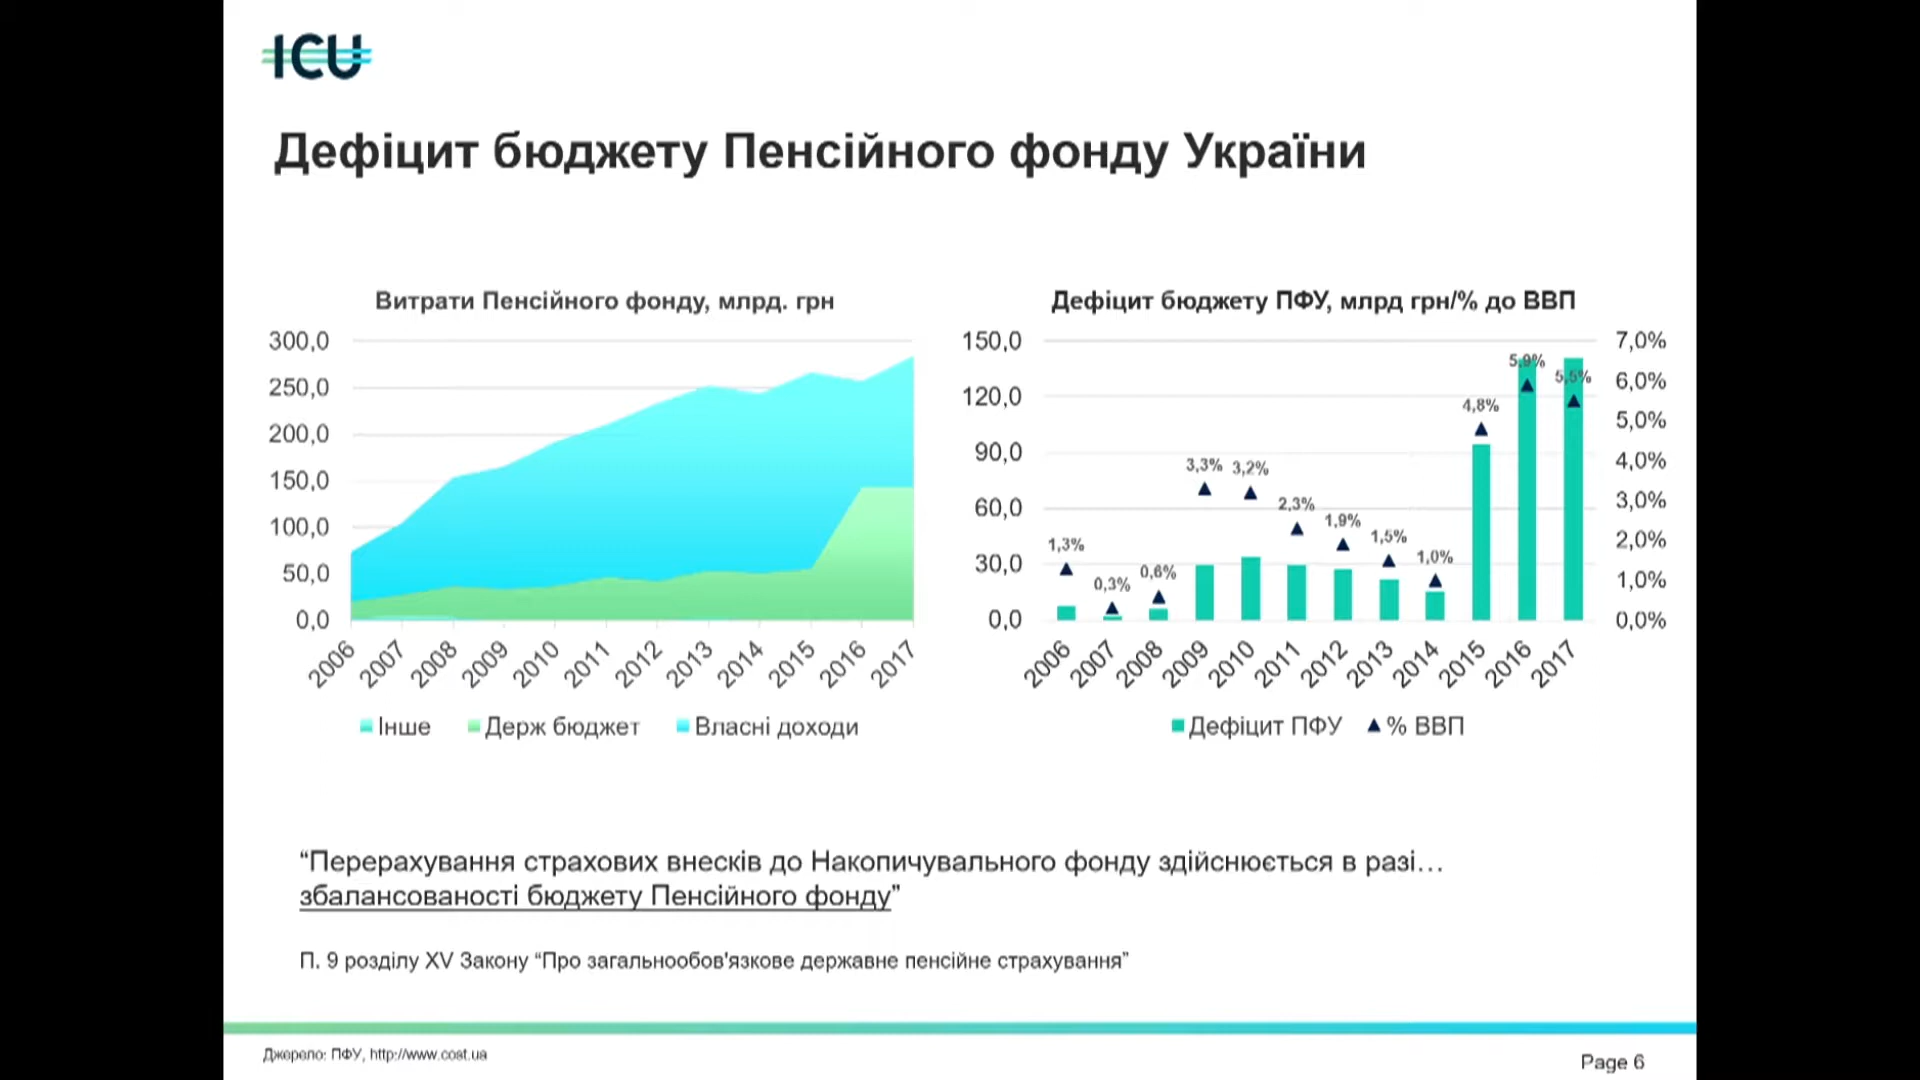 ICU
Дефіцит бюджету Пенсійного фонду України
Витрати Пенсійного фонду, млрд. грн
300,0
250,0
200,0
150,0
100,0
50,0
0,0
2006 2007 2008 2009 2010 2011 2012 2013 2014 2015 2016 2017
Інше Держ бюджет Власні доходи
Дефіцит бюджету ПФУ, млрд грн/% до ВВП
150,0
120,0
90,0
60,0
30,0
0,0
7,0%
6,0%
5,0%
4,0%
3,0%
2,0%
1,0%
0,0%
1,3% 0,3% 0,6% 3,3% 3,2% 2,3% 1,9% 1,5% 1,0% 4,8% 5,9% 5,5%
2006 2007 2008 2009 2010 2011 2012 2013 2014 2015 2016 2017
Дефіцит ПФУ % ВВП
“Перерахування страхових внесків до Накопичувального фонду здійснюється в разі…
збалансованості бюджету Пенсійного фонду”
П. 9 розділу XV Закону “Про загальнообов'язкове державне пенсійне страхування”
Джерело: ПФУ, http://www.cost.ua
Page 6